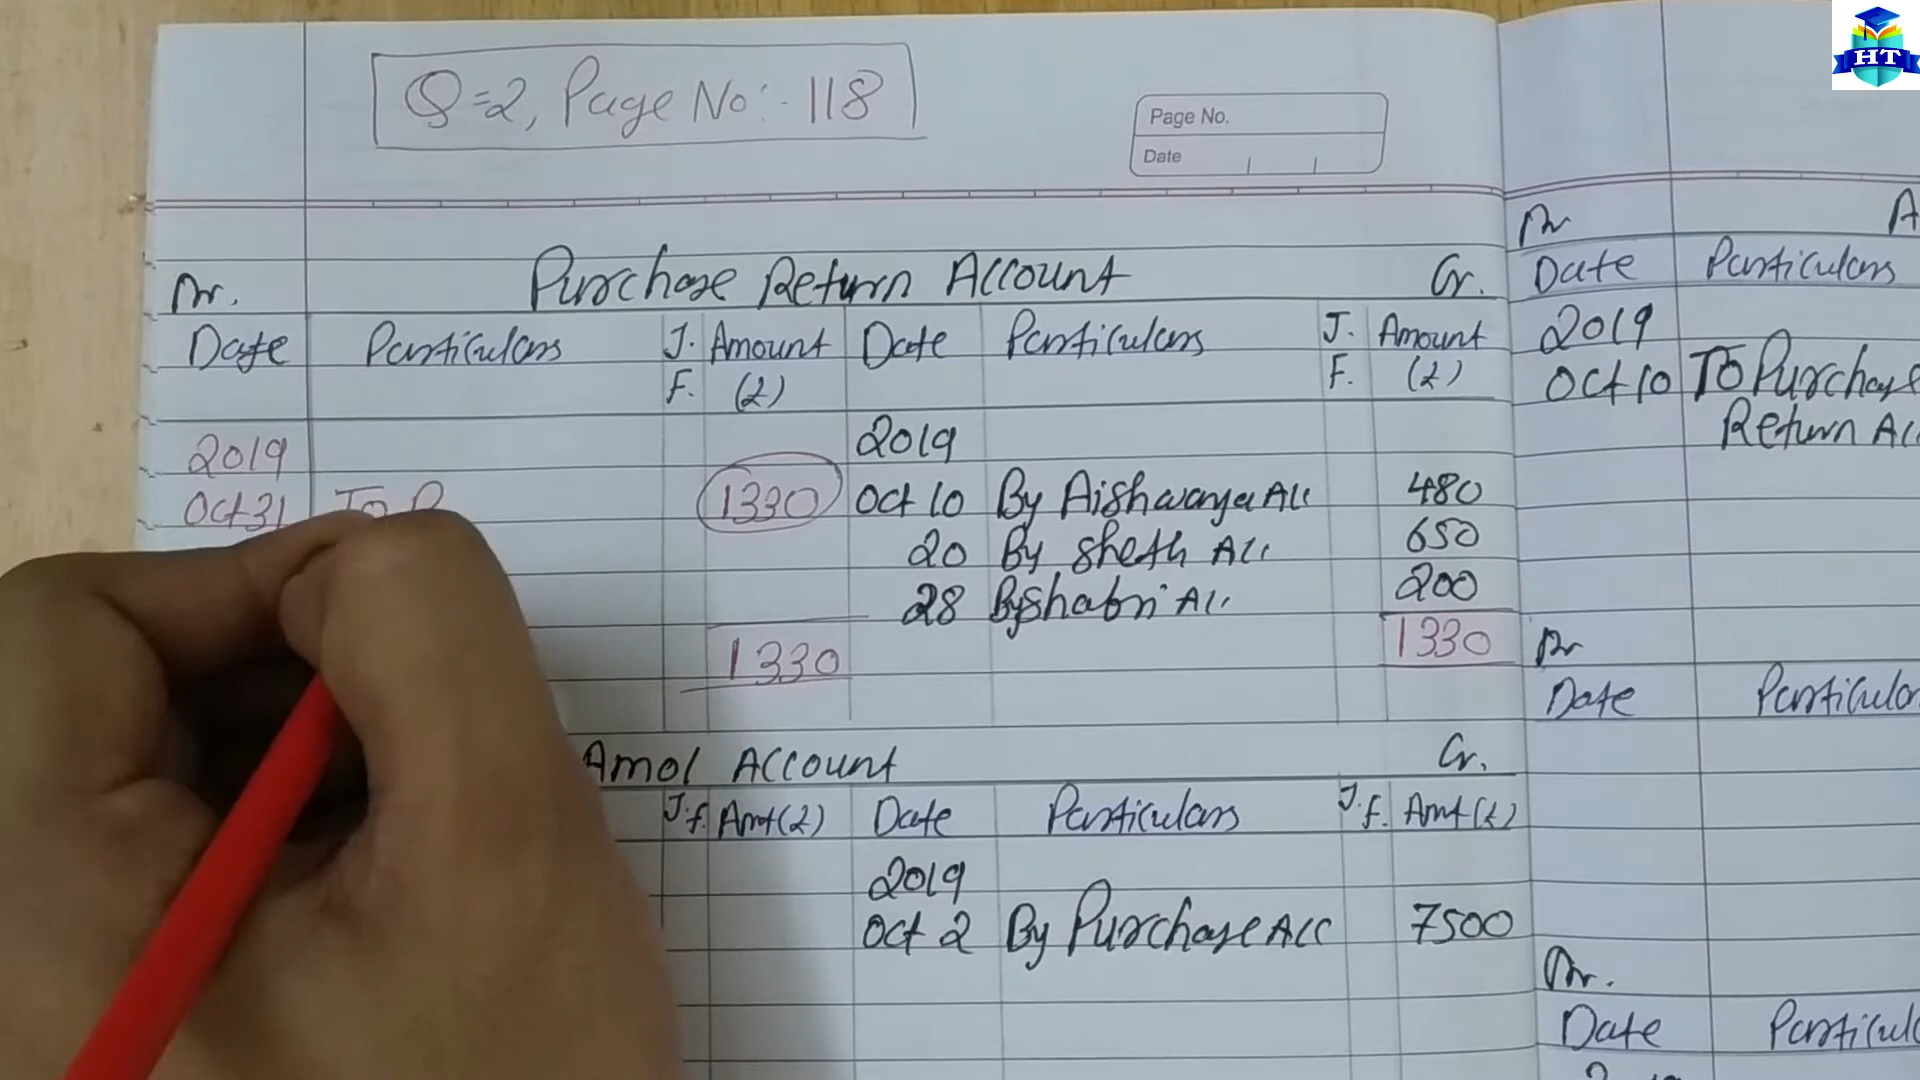 HT
Q=2, Page No:-118
Page No.
Date
Dr. Purchase Return Account Cr.
Date Particulars J. F. Amount (₹) Date Particulars J. F. Amount (₹)
2019 2019
Oct 31 To 1330 Oct 10 By Aishwarya A/c 480
20 By Sheth A/c 650
28 By Shabri A/c 200
1330 1330
Amol Account Cr.
J.f. Amt (₹) Date Particulars J.f. Amt (₹)
2019
Oct 2 By Purchase A/c 7500
Dr
Date Particulars
2019
Oct 10 To Purchase
Return A/c
Dr
Date
Dr.
Date